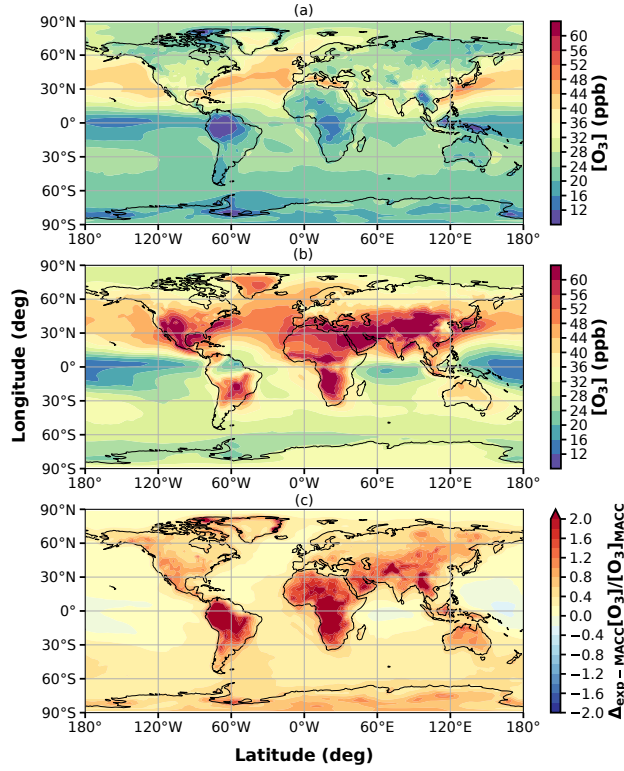 (a)
90°N
60°N
30°N
0°
30°S
60°S
90°S
180°
120°W
60°W
0°W
60°E
120°E
180°
60
56
52
48
44
40
36
32
28
24
20
16
12
[O₃] (ppb)
(b)
90°N
60°N
30°N
0°
30°S
60°S
90°S
180°
120°W
60°W
0°W
60°E
120°E
180°
60
56
52
48
44
40
36
32
28
24
20
16
12
[O₃] (ppb)
Longitude (deg)
(c)
90°N
60°N
30°N
0°
30°S
60°S
90°S
180°
120°W
60°W
0°W
60°E
120°E
180°
2.0
1.6
1.2
0.8
0.4
0.0
−0.4
−0.8
−1.2
−1.6
−2.0
Δexp−MACC[O₃]/[O₃]MACC
Latitude (deg)